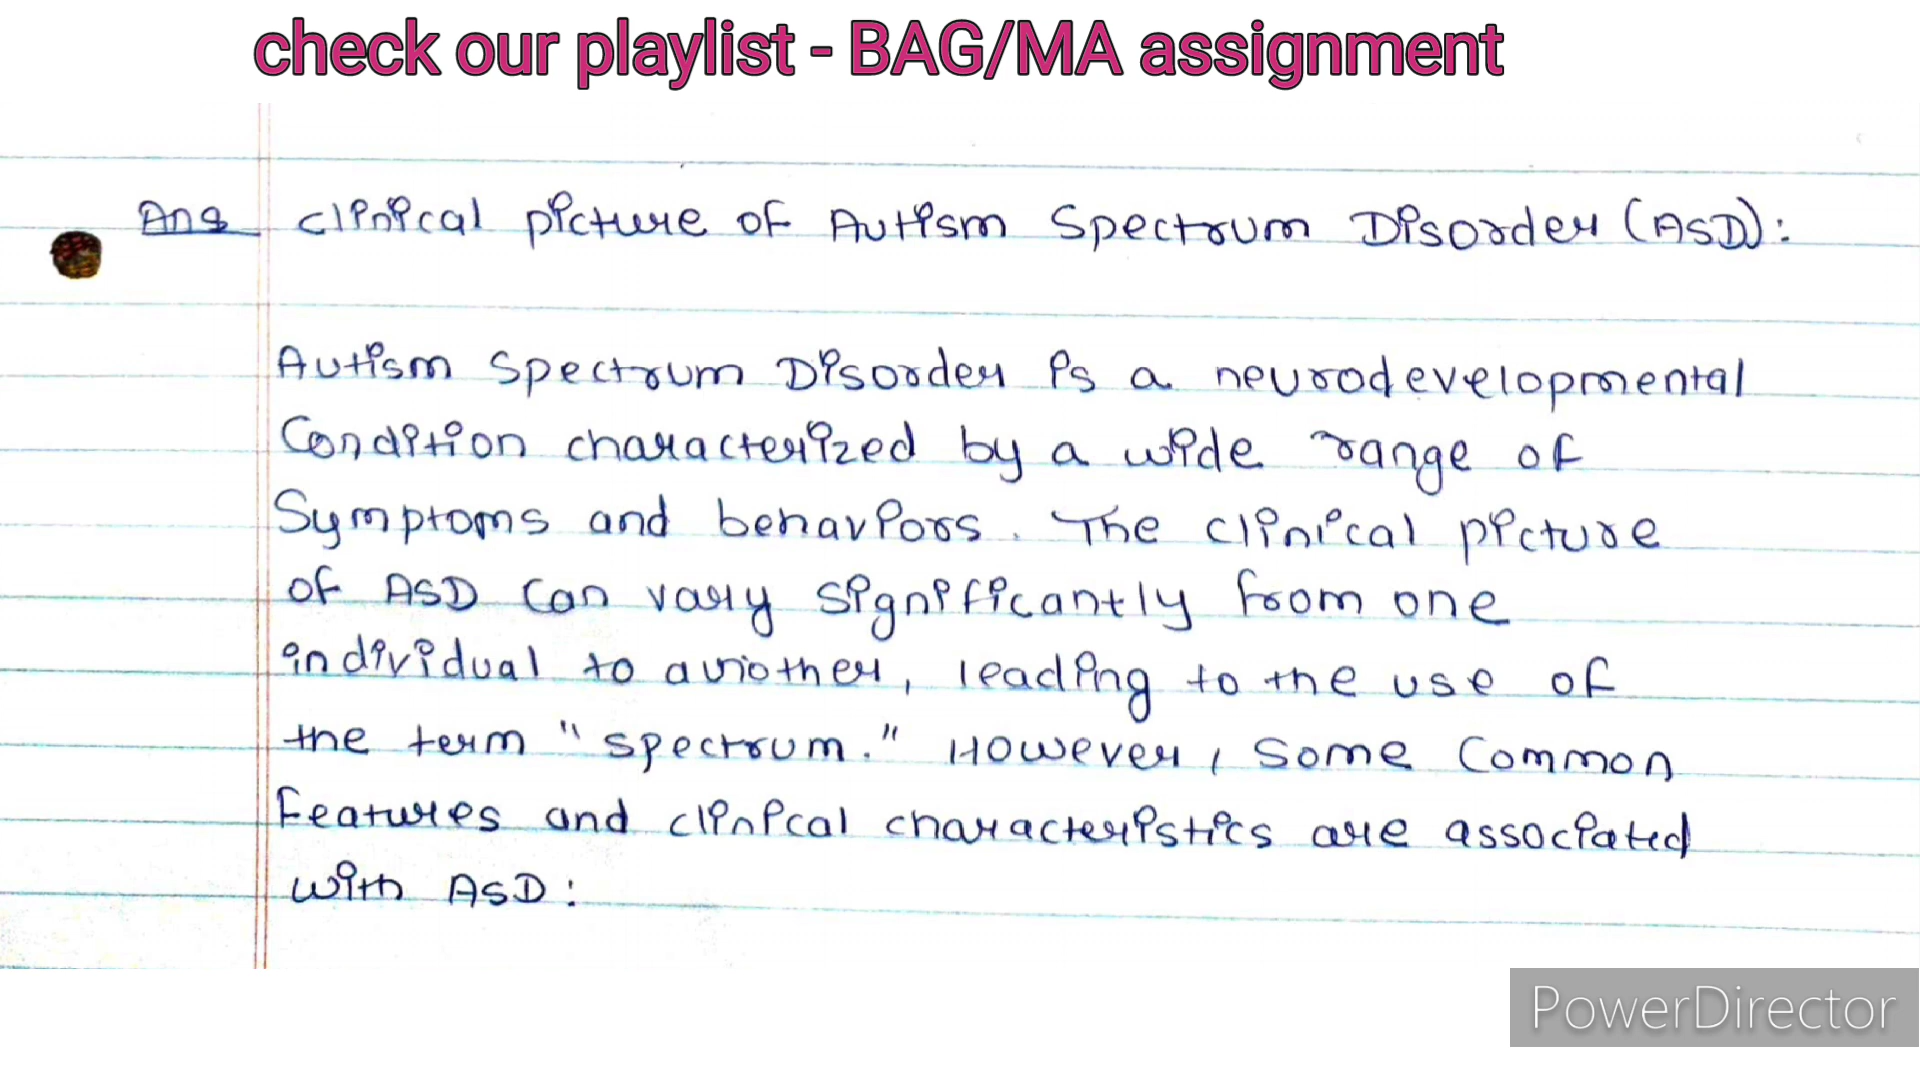 check our playlist - BAG/MA assignment
Ans clinical picture of Autism Spectrum Disorder (ASD):
Autism Spectrum Disorder is a neurodevelopmental
Condition characterized by a wide range of
Symptoms and behaviors. The clinical picture
of ASD can vary significantly from one
individual to another, leading to the use of
the term "spectrum." However, some common
features and clinical characteristics are associated
with ASD:
PowerDirector